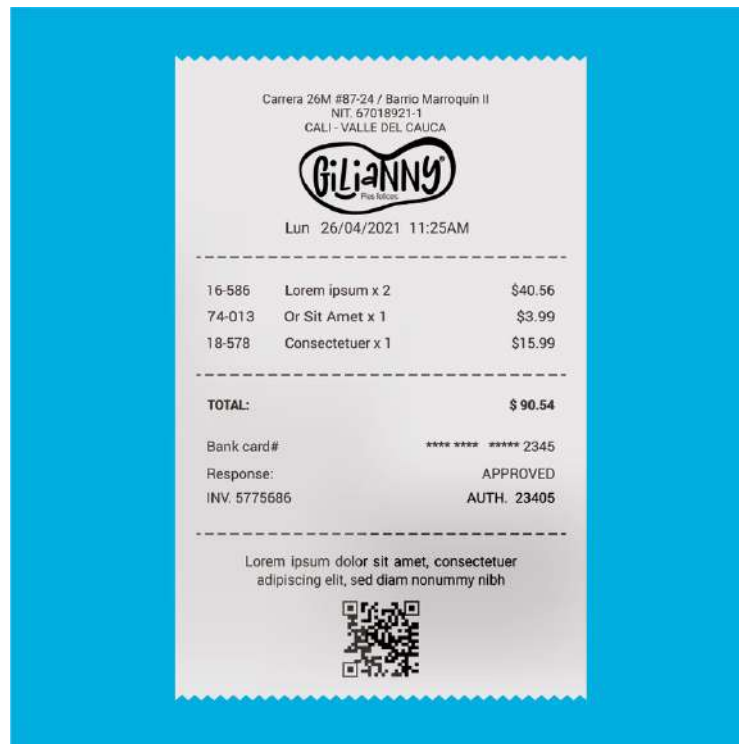 Carrera 26M #87-24 / Barrio Marroquín II
NIT. 67018921-1
CALI - VALLE DEL CAUCA
GiLiaNNY®
Pies felices
Lun 26/04/2021 11:25AM
16-586 Lorem ipsum x 2 $40.56
74-013 Or Sit Amet x 1 $3.99
18-578 Consectetuer x 1 $15.99
TOTAL: $ 90.54
Bank card# **** **** ***** 2345
Response: APPROVED
INV. 5775686 AUTH. 23405
Lorem ipsum dolor sit amet, consectetuer
adipiscing elit, sed diam nonummy nibh